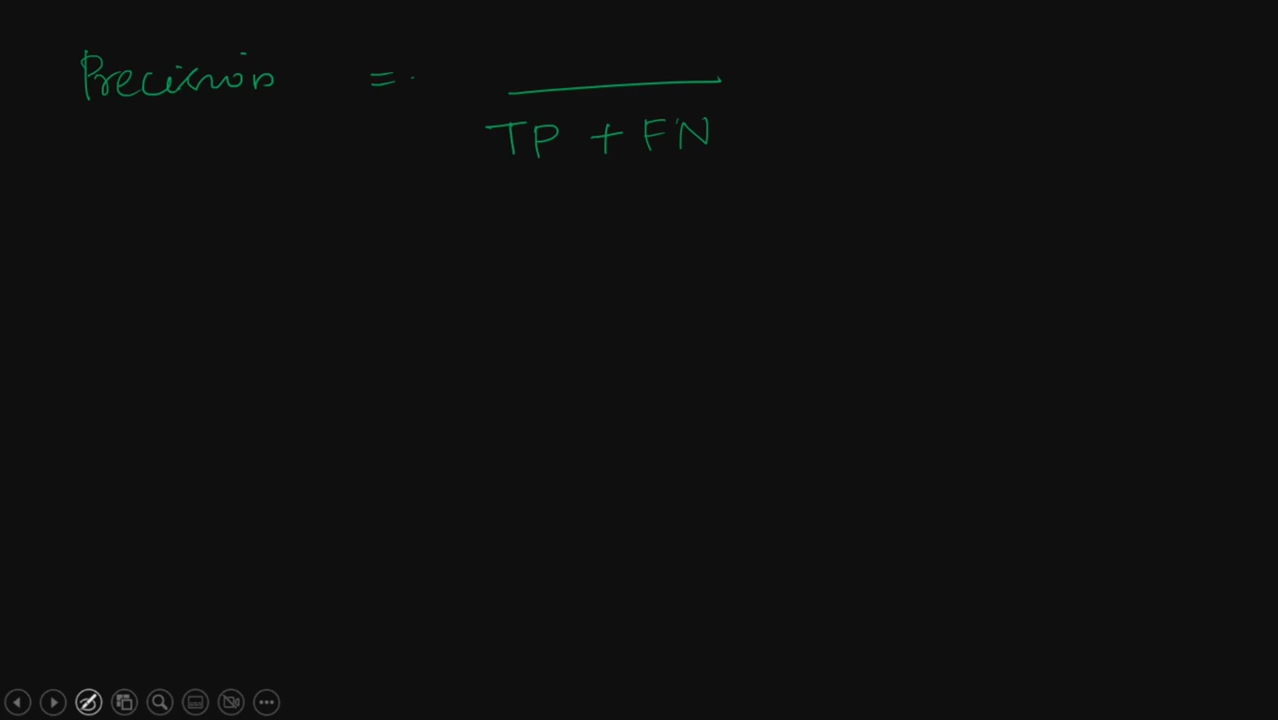 Precision =
TP + FN